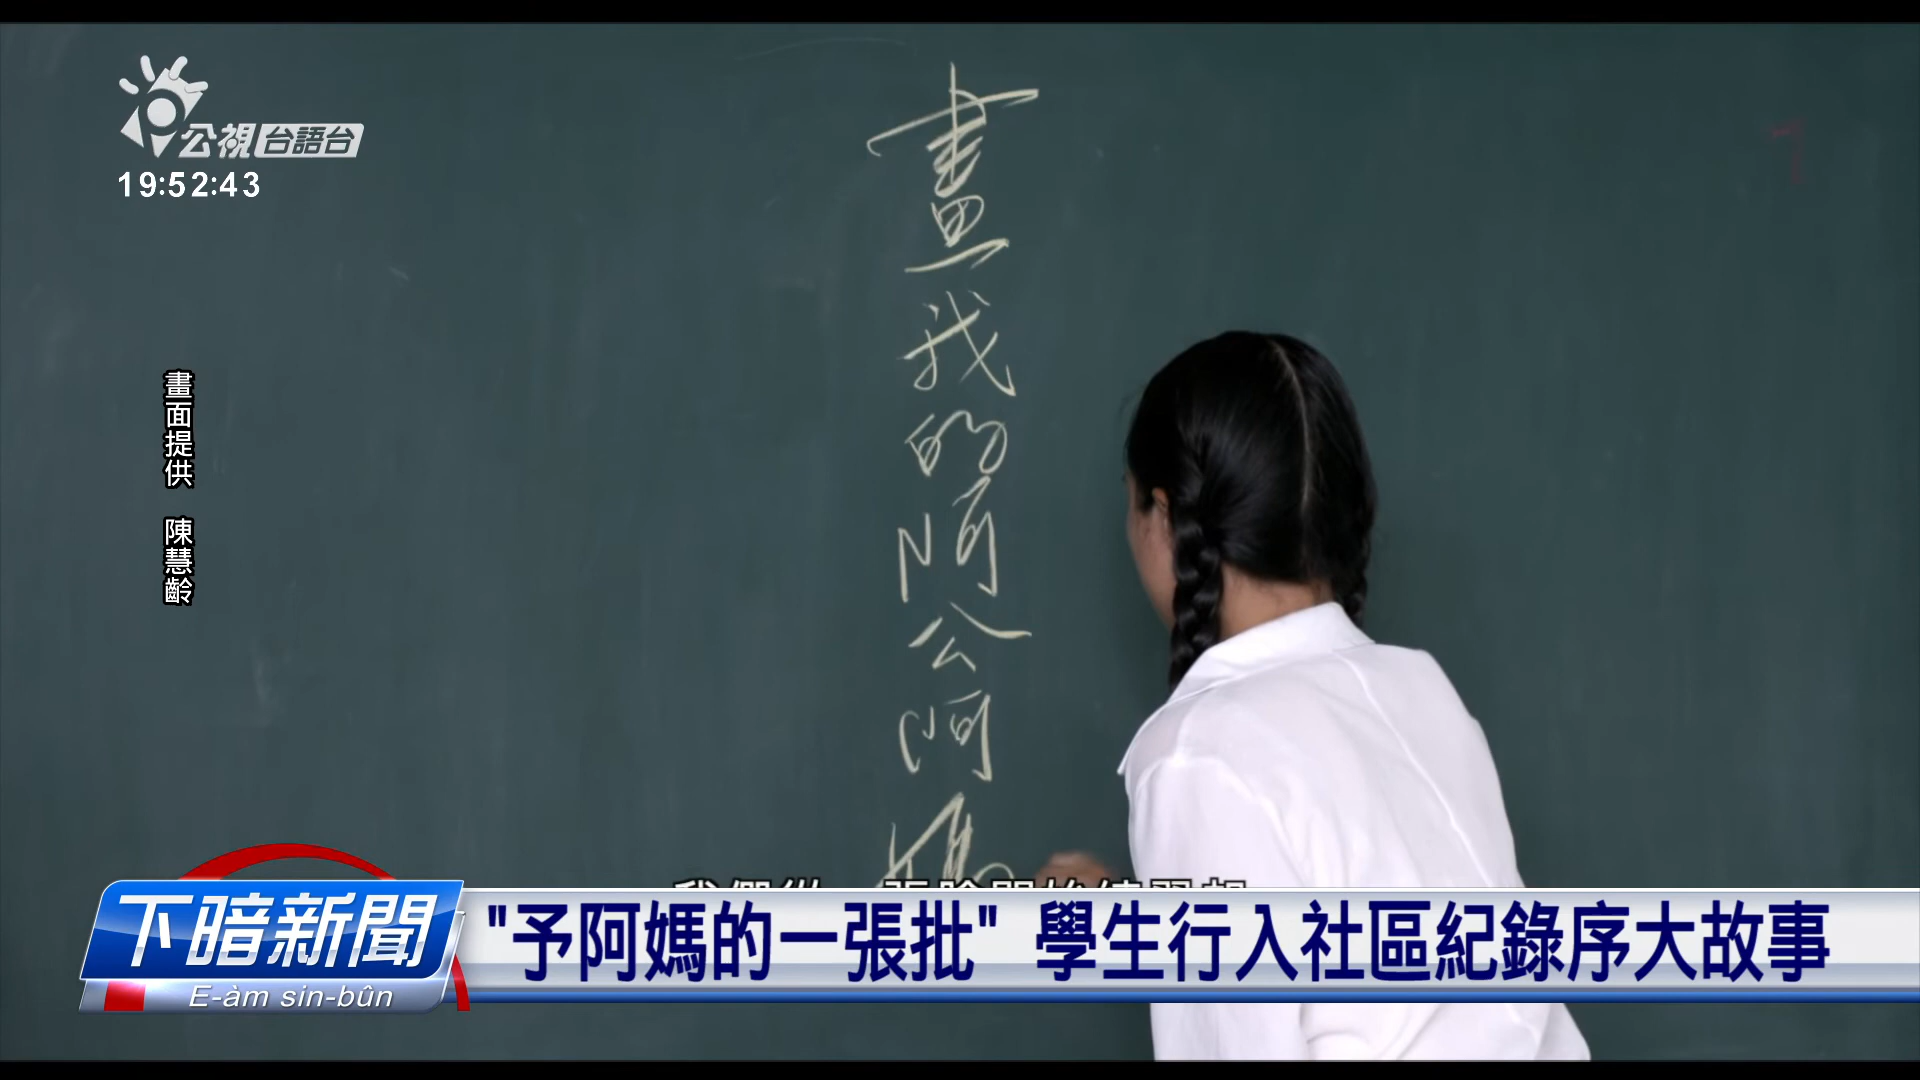 公視台語台
19:52:43
畫我的阿公阿媽
畫面提供 陳慧齡
下暗新聞
E-àm sin-bûn
"予阿媽的一張批" 學生行入社區紀錄序大故事